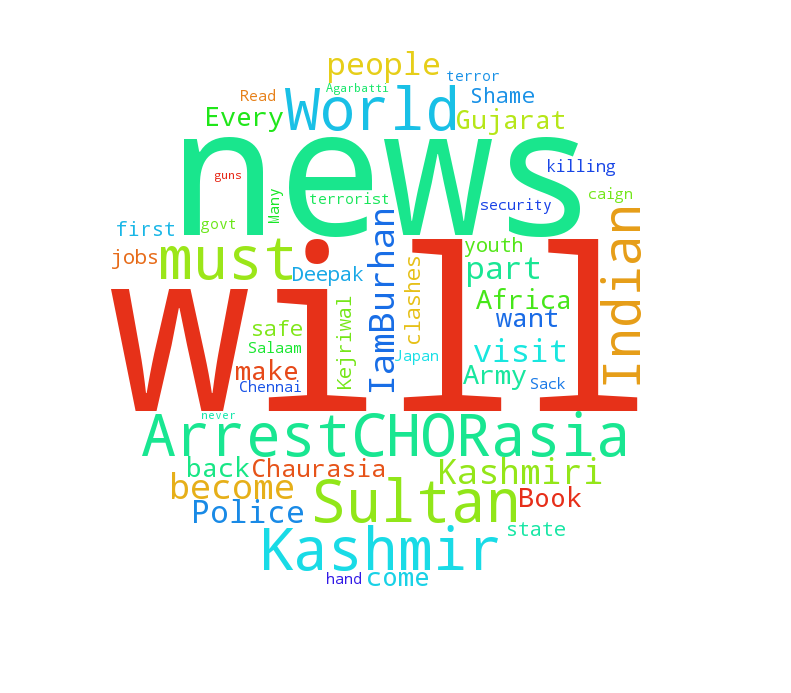 people
terror
Agarbatti
Read
World
Shame
Every
Gujarat
news
killing
guns
Many
terrorist
security
caign
first
govt
IamBurhan
Indian
jobs
must
will
Deepak
clashes
youth
part
Africa
safe
Kejriwal
want
Salaam
Japan
visit
make
Chennai
Army
Sack
never
ArrestCHORasia
back
Chaurasia
Kashmiri
become
Sultan
Book
Police
state
Kashmir
hand
come